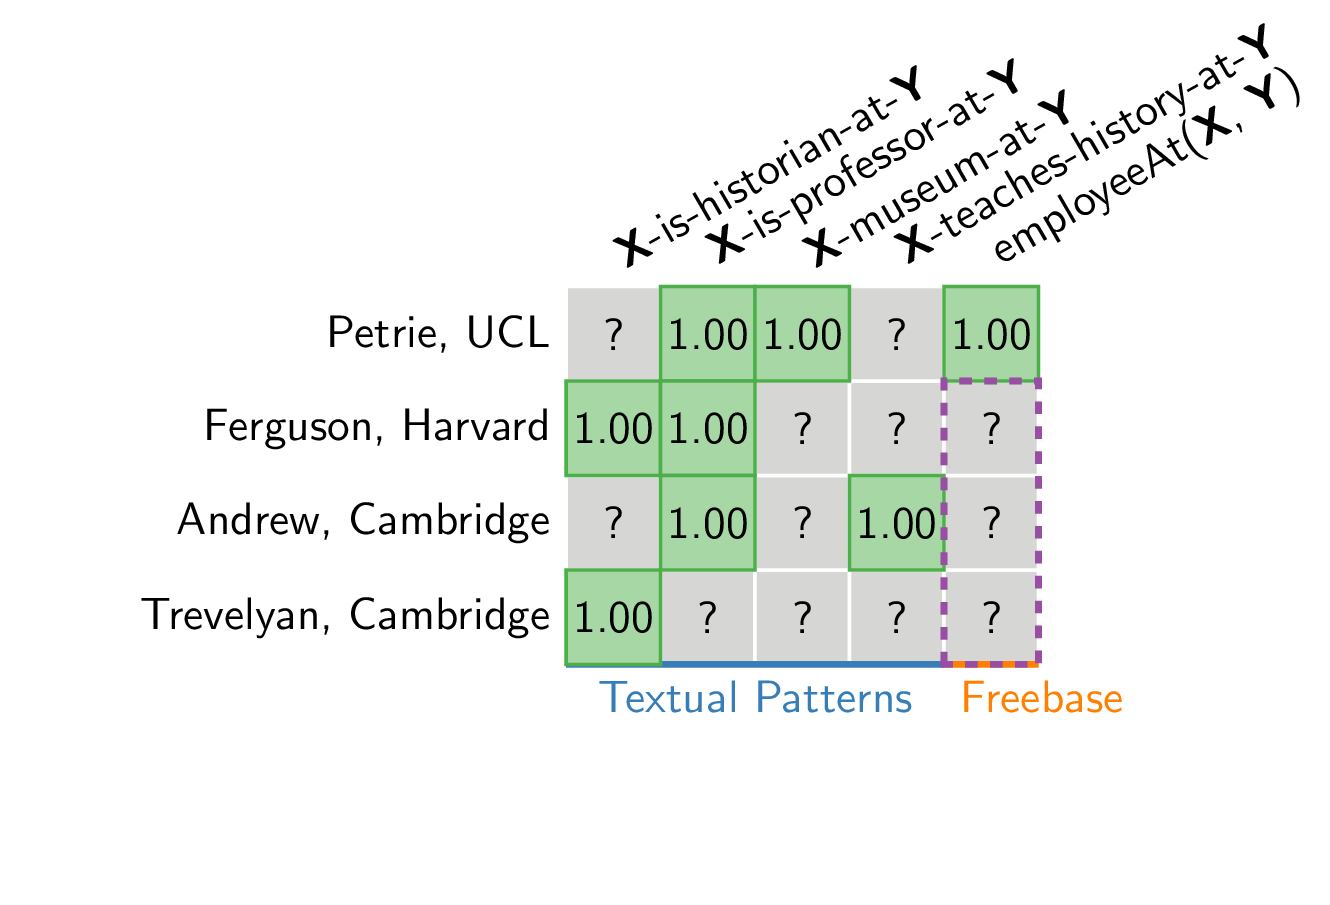 X-is-historian-at-Y
X-is-professor-at-Y
X-museum-at-Y
X-teaches-history-at-Y
employeeAt(X, Y)
Petrie, UCL ? 1.00 1.00 ? 1.00
Ferguson, Harvard 1.00 1.00 ? ? ?
Andrew, Cambridge ? 1.00 ? 1.00 ?
Trevelyan, Cambridge 1.00 ? ? ? ?
Textual Patterns Freebase